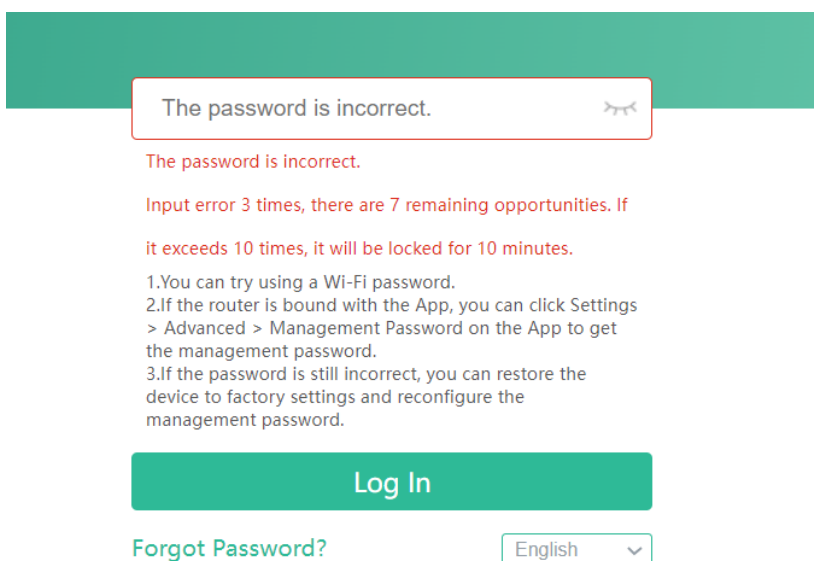 The password is incorrect.
The password is incorrect.
Input error 3 times, there are 7 remaining opportunities. If
it exceeds 10 times, it will be locked for 10 minutes.
1.You can try using a Wi-Fi password.
2.If the router is bound with the App, you can click Settings
> Advanced > Management Password on the App to get
the management password.
3.If the password is still incorrect, you can restore the
device to factory settings and reconfigure the
management password.
Log In
Forgot Password?
English